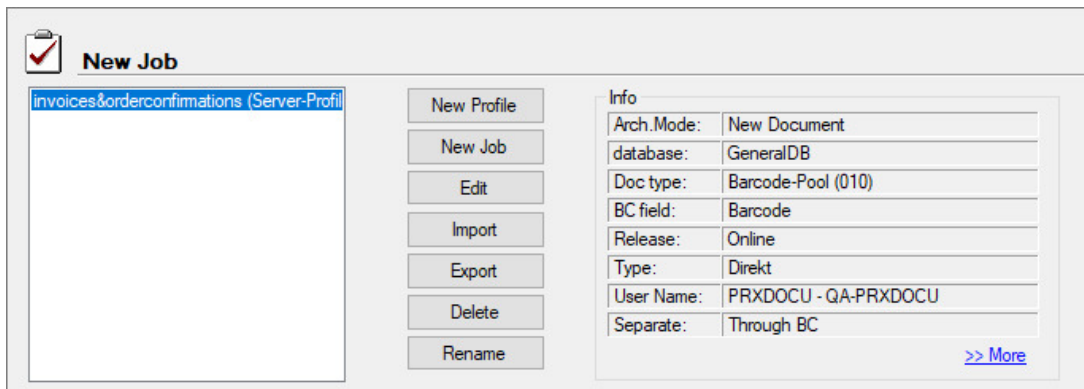 New Job
invoices&orderconfirmations (Server-Profil
New Profile
New Job
Edit
Import
Export
Delete
Rename
Info
Arch.Mode: New Document
database: GeneralDB
Doc type: Barcode-Pool (010)
BC field: Barcode
Release: Online
Type: Direkt
User Name: PRXDOCU - QA-PRXDOCU
Separate: Through BC
>> More